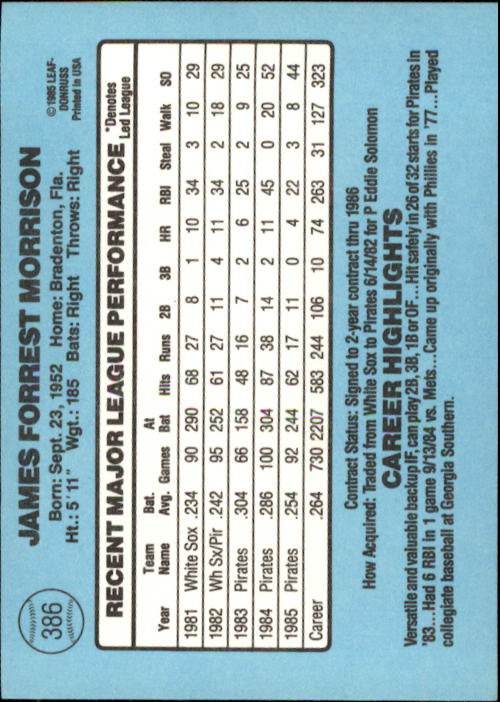 386
JAMES FORREST MORRISON
©1985 LEAF-
DONRUSS
Printed in USA
Born: Sept. 23, 1952 Home: Bradenton, Fla.
Ht.: 5'11" Wgt.: 185 Bats: Right Throws: Right
RECENT MAJOR LEAGUE PERFORMANCE *Denotes Led League
Year Team Name Bat. Avg. Games At Bat Hits Runs 2B 3B HR RBI Steal Walk SO
1981 White Sox .234 90 290 68 27 8 1 10 34 3 10 29
1982 Wh Sx/Pir .242 95 252 61 27 11 4 11 34 2 18 29
1983 Pirates .304 66 158 48 16 7 2 6 25 2 9 25
1984 Pirates .286 100 304 87 38 14 2 11 45 0 20 52
1985 Pirates .254 92 244 62 17 11 0 4 22 3 8 44
Career .264 730 2207 583 244 106 10 74 263 31 127 323
Contract Status: Signed to 2-year contract thru 1986
How Acquired: Traded from White Sox to Pirates 6/14/82 for P Eddie Solomon
CAREER HIGHLIGHTS
Versatile and valuable backup IF, can play 2B, 3B, 1B or OF...Hit safely in 26 of 32 starts for Pirates in
'83...Had 6 RBI in 1 game 9/13/84 vs. Mets...Came up originally with Phillies in '77...Played
collegiate baseball at Georgia Southern.